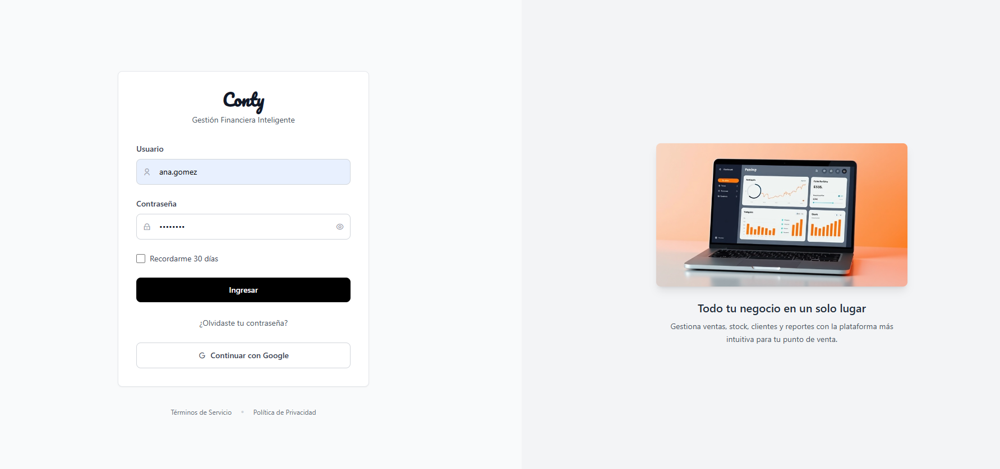 Conty
Gestión Financiera Inteligente
Usuario
ana.gomez
Contraseña
••••••••
Recordarme 30 días
Ingresar
¿Olvidaste tu contraseña?
G Continuar con Google
Términos de Servicio • Política de Privacidad
Todo tu negocio en un solo lugar
Gestiona ventas, stock, clientes y reportes con la plataforma más
intuitiva para tu punto de venta.